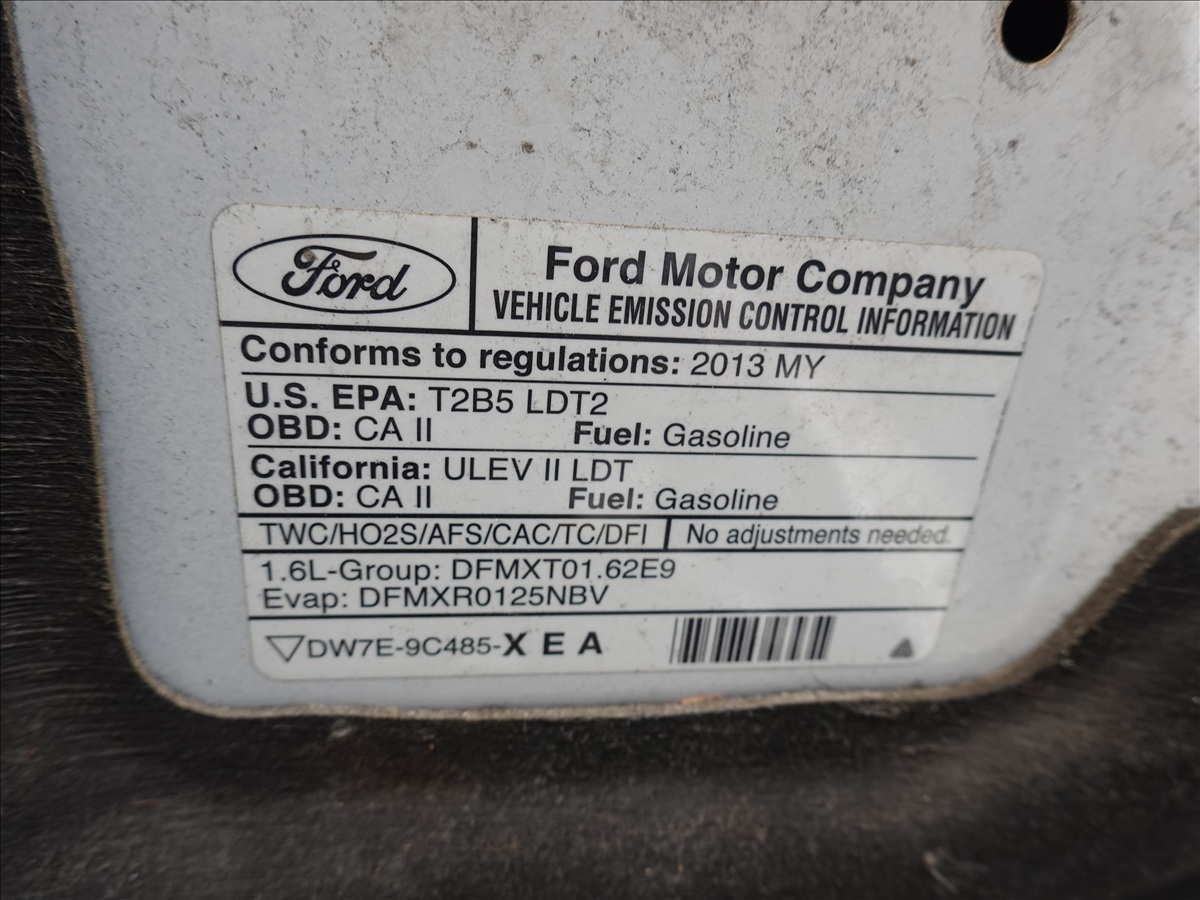 Ford
Ford Motor Company
VEHICLE EMISSION CONTROL INFORMATION
Conforms to regulations: 2013 MY
U.S. EPA: T2B5 LDT2
OBD: CA II Fuel: Gasoline
California: ULEV II LDT
OBD: CA II Fuel: Gasoline
TWC/HO2S/AFS/CAC/TC/DFI No adjustments needed.
1.6L-Group: DFMXT01.62E9
Evap: DFMXR0125NBV
DW7E-9C485-X E A